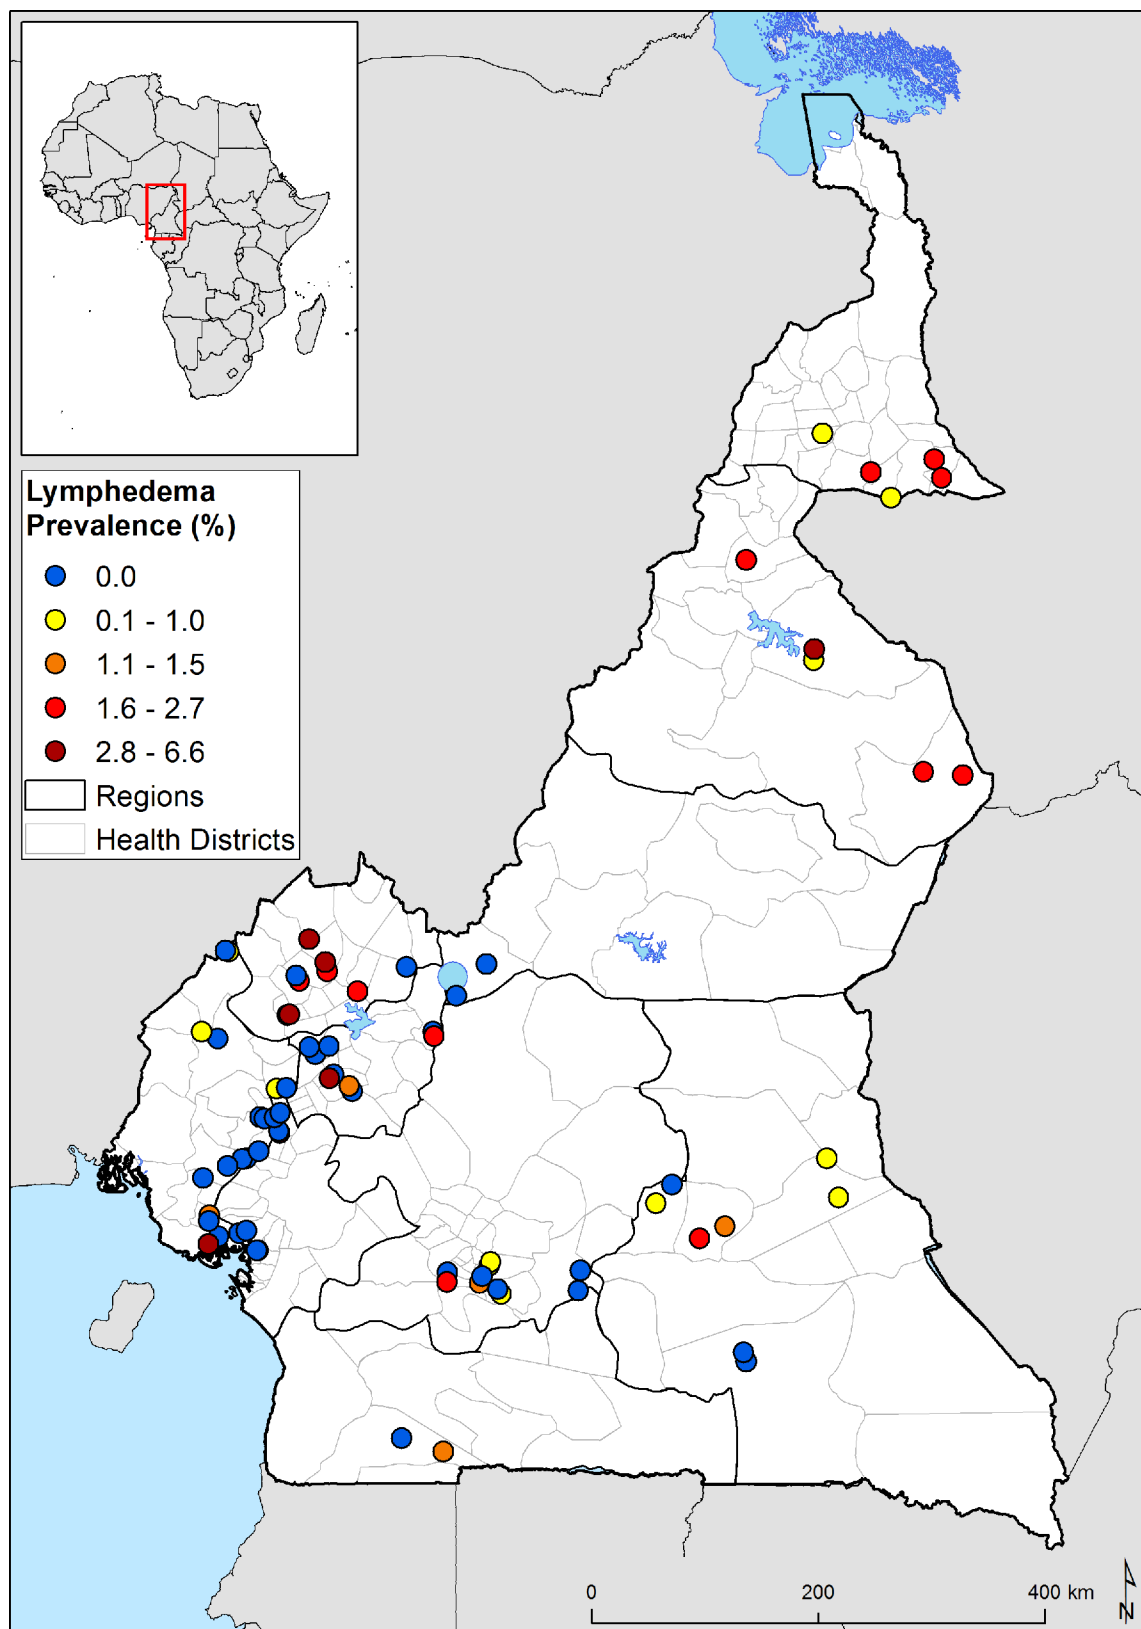 Lymphedema
Prevalence (%)
0.0
0.1 - 1.0
1.1 - 1.5
1.6 - 2.7
2.8 - 6.6
Regions
Health Districts
0 200 400 km
N